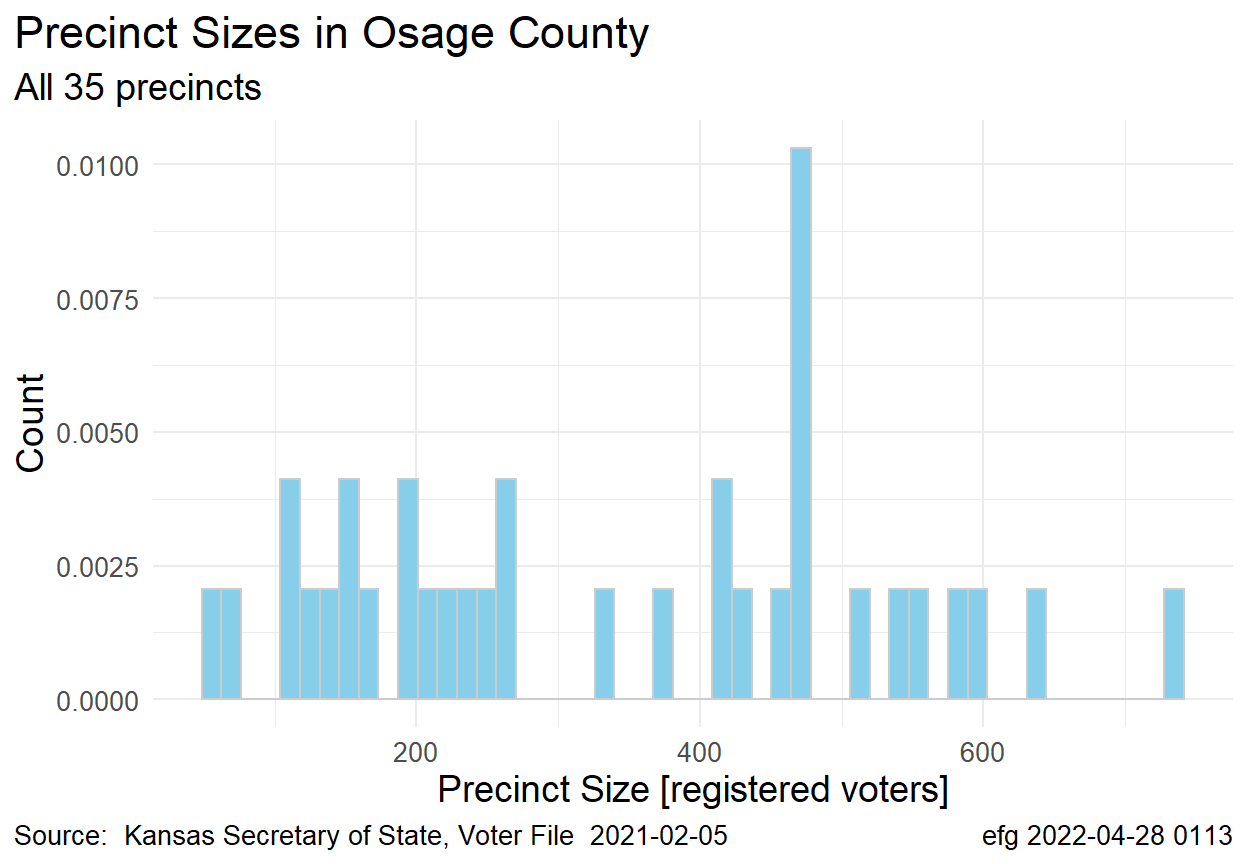 Precinct Sizes in Osage County
All 35 precincts
0.0100
0.0075
0.0050
0.0025
0.0000
Count
200 400 600
Precinct Size [registered voters]
Source:  Kansas Secretary of State, Voter File  2021-02-05
efg 2022-04-28 0113